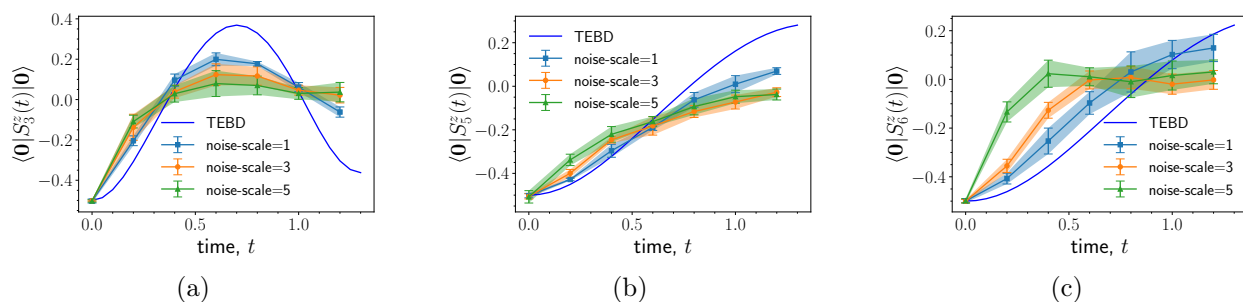 ⟨𝟎|S₃ᶻ(t)|𝟎⟩
0.4
0.2
0.0
−0.2
−0.4
TEBD
noise-scale=1
noise-scale=3
noise-scale=5
0.0 0.5 1.0
time, t
(a)
⟨𝟎|S₅ᶻ(t)|𝟎⟩
0.2
0.0
−0.2
−0.4
TEBD
noise-scale=1
noise-scale=3
noise-scale=5
0.0 0.5 1.0
time, t
(b)
⟨𝟎|S₆ᶻ(t)|𝟎⟩
0.2
0.0
−0.2
−0.4
TEBD
noise-scale=1
noise-scale=3
noise-scale=5
0.0 0.5 1.0
time, t
(c)